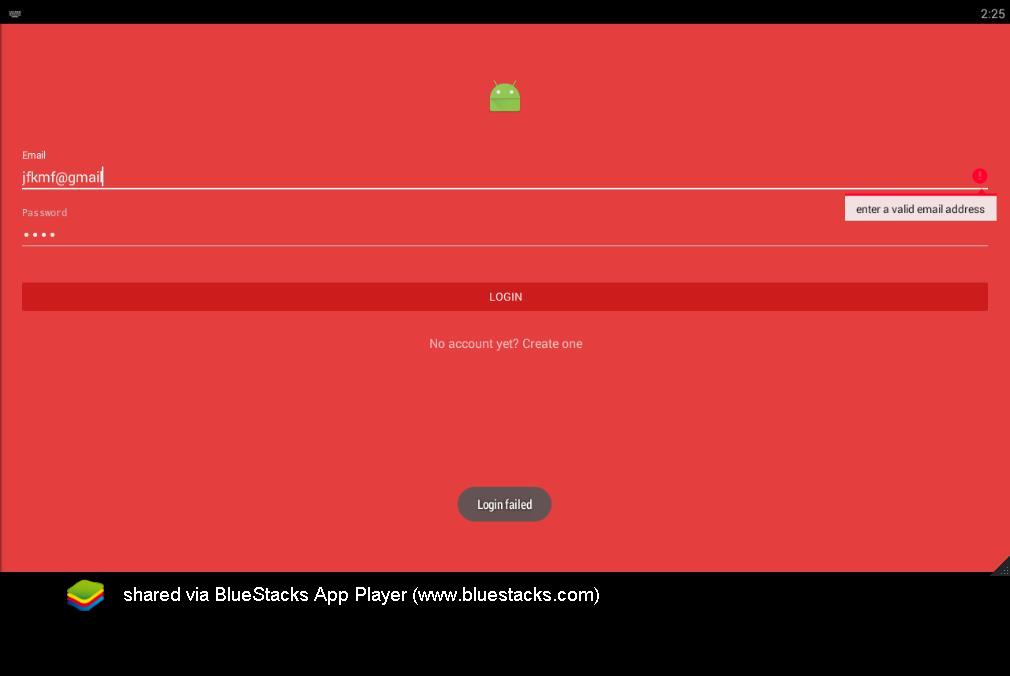 2:25
Email
jfkmf@gmail
enter a valid email address
Password
LOGIN
No account yet? Create one
Login failed
shared via BlueStacks App Player (www.bluestacks.com)